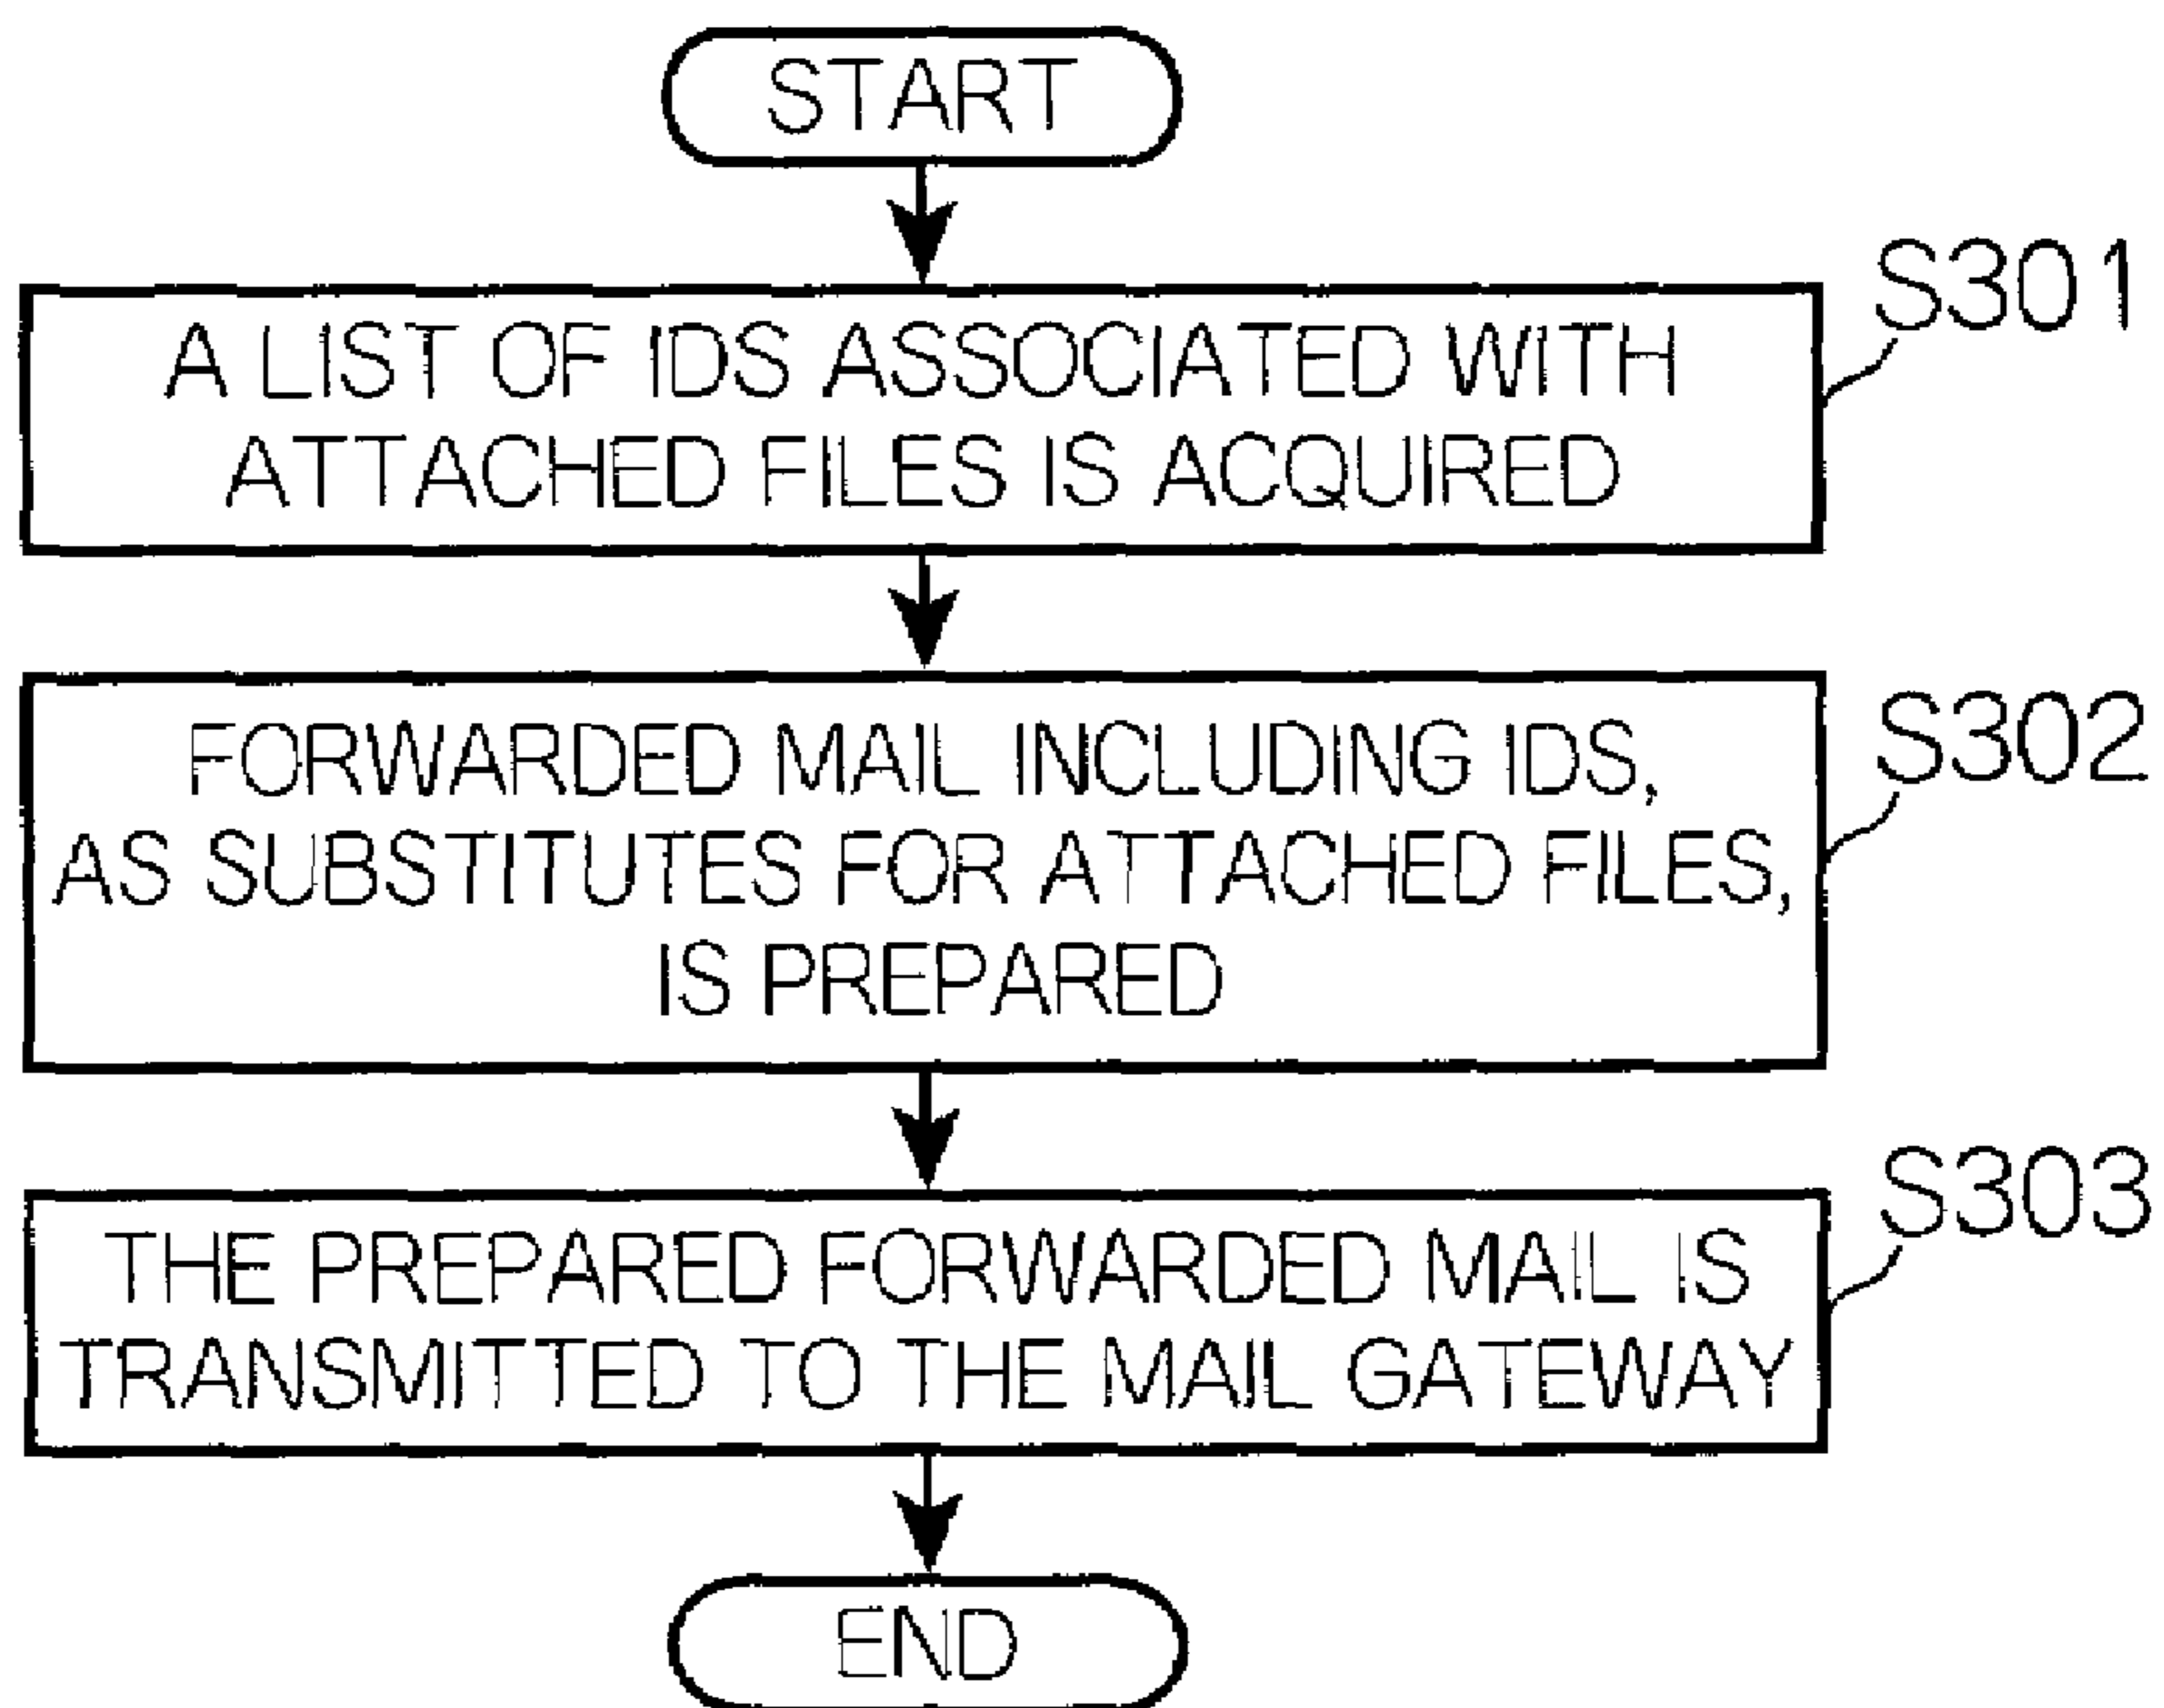 START
S301
A LIST OF IDS ASSOCIATED WITH
ATTACHED FILES IS ACQUIRED
S302
FORWARDED MAIL INCLUDING IDS,
AS SUBSTITUTES FOR ATTACHED FILES,
IS PREPARED
S303
THE PREPARED FORWARDED MAIL IS
TRANSMITTED TO THE MAIL GATEWAY
END